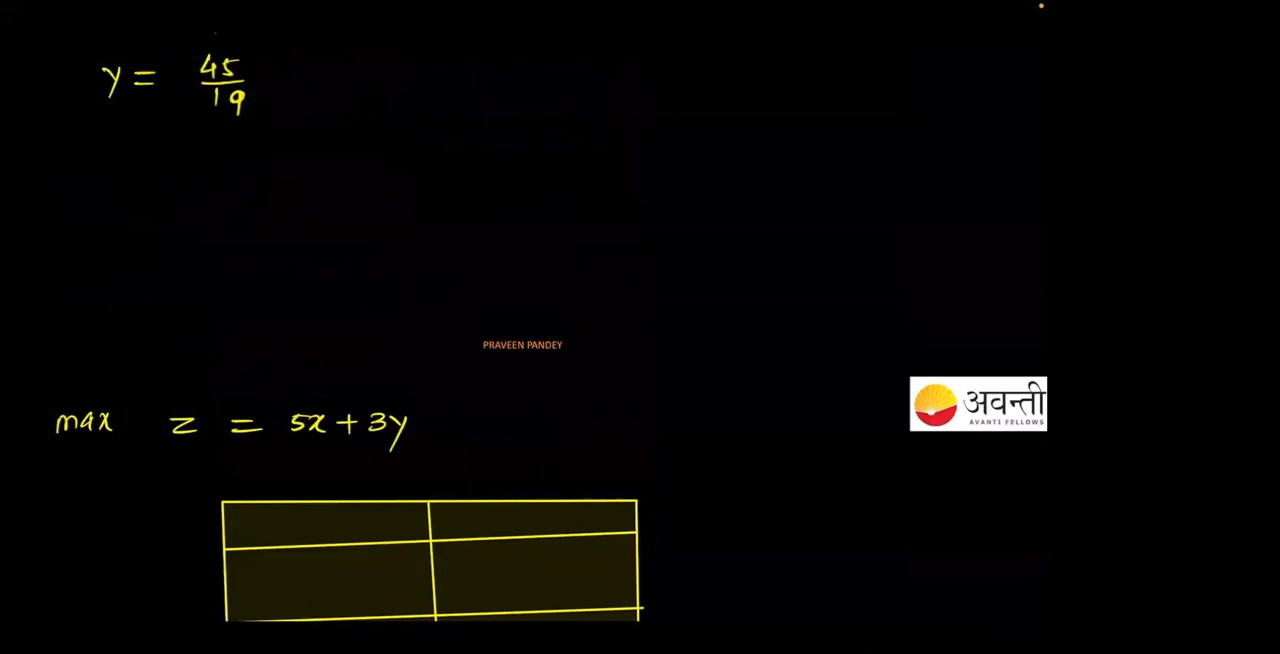 y = 45/19
PRAVEEN PANDEY
अवन्ती
AVANTI FELLOWS
max z = 5x + 3y